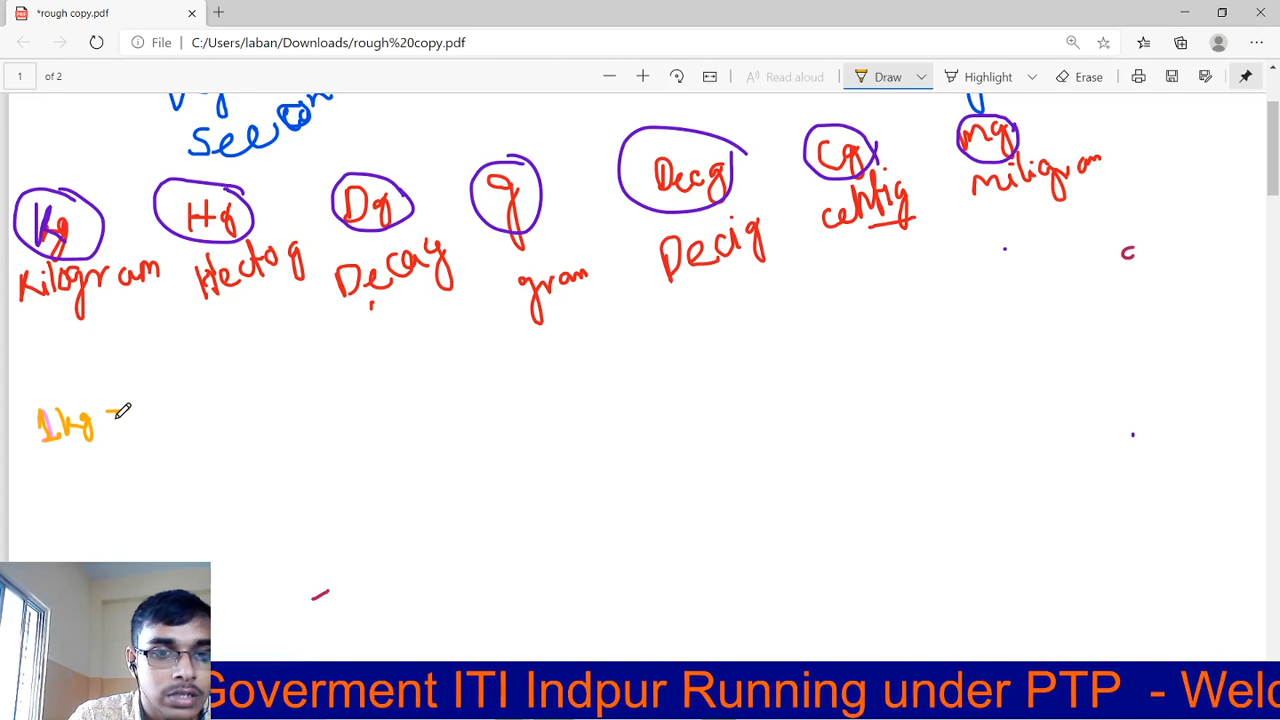 *rough copy.pdf
File C:/Users/laban/Downloads/rough%20copy.pdf
1 of 2 Read aloud Draw Highlight Erase
See
Kg Hg Dg g Decg Cg mg
Kilogram Hectog Decag gram Decig centig miligram
1kg
Goverment ITI Indpur Running under PTP - Welc